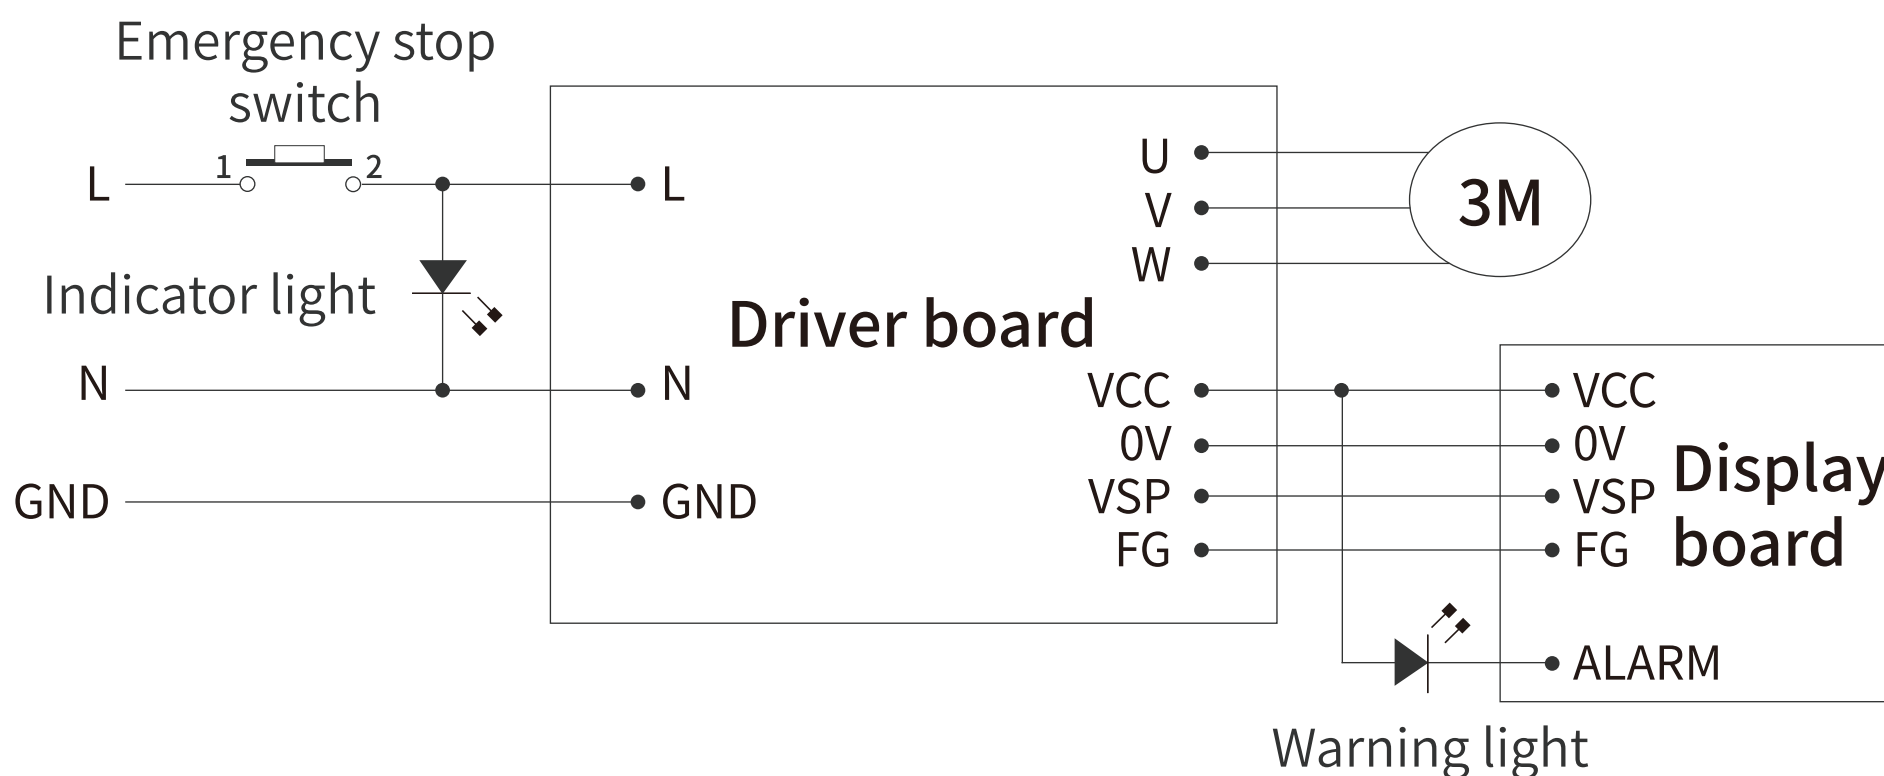 Emergency stop
switch
1 2
L
L
Indicator light
N
N
GND
GND
Driver board
U
V
W
3M
VCC
0V
VSP
FG
VCC
0V
VSP
FG
Display
board
ALARM
Warning light